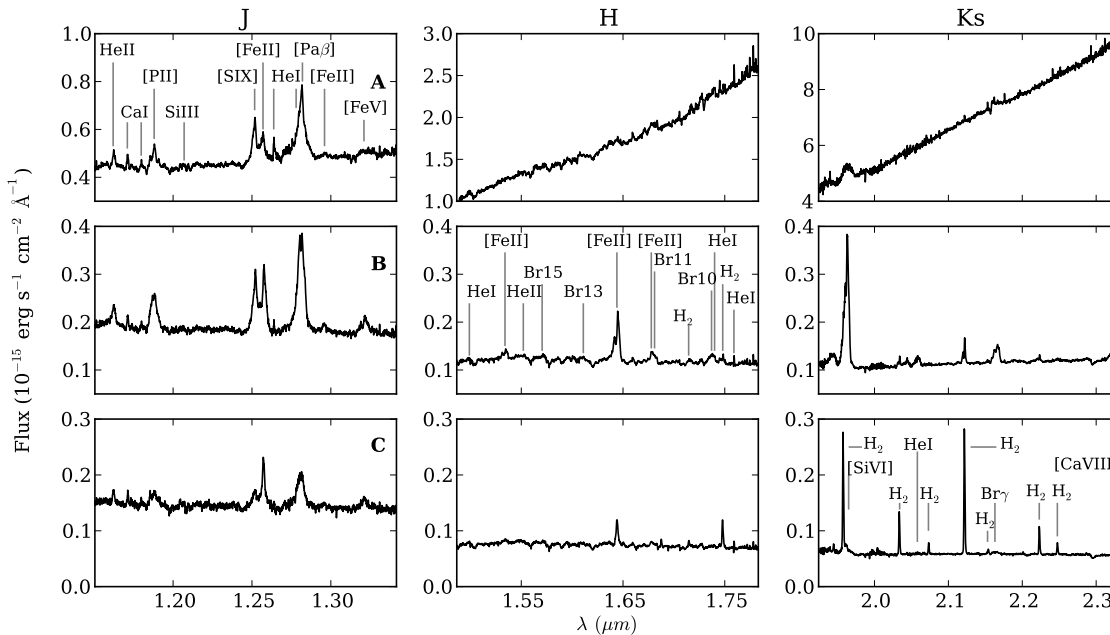 J
H
Ks
1.0
0.8
0.6
0.4
HeII
CaI
[PII]
SiIII
[SIX]
[FeII]
HeI
[Paβ]
[FeII]
[FeV]
A
3.0
2.5
2.0
1.5
1.0
10
8
6
4
0.4
0.3
0.2
0.1
B
0.4
0.3
0.2
0.1
HeI
[FeII]
HeII
Br15
Br13
[FeII]
[FeII]
Br11
H₂
Br10
HeI
H₂
HeI
0.4
0.3
0.2
0.1
0.3
0.2
0.1
0.0
C
0.3
0.2
0.1
0.0
0.3
0.2
0.1
0.0
H₂
[SiVI]
HeI
H₂
H₂
H₂
Brγ
H₂
H₂
H₂
[CaVIII
1.20
1.25
1.30
1.55
1.65
1.75
2.0
2.1
2.2
2.3
λ (μm)
Flux (10⁻¹⁵ erg s⁻¹ cm⁻² Å⁻¹)